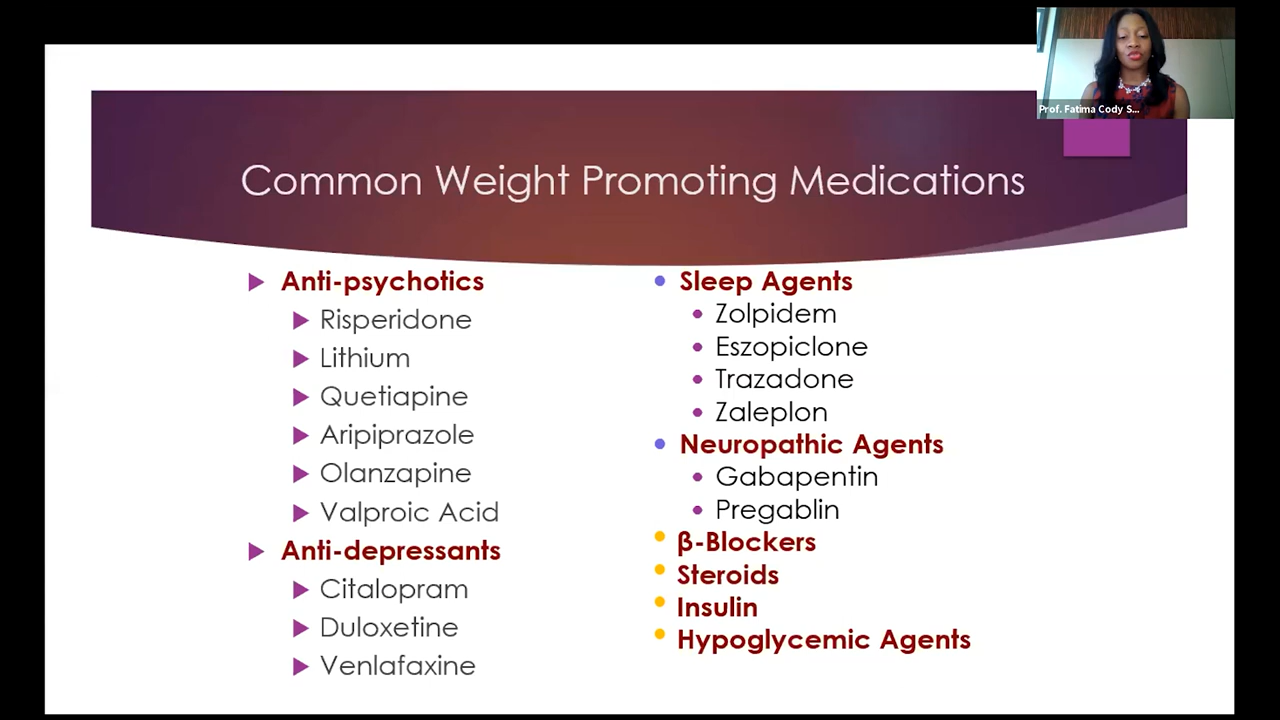 Prof. Fatima Cody S...
Common Weight Promoting Medications
Anti-psychotics
Risperidone
Lithium
Quetiapine
Aripiprazole
Olanzapine
Valproic Acid
Anti-depressants
Citalopram
Duloxetine
Venlafaxine
Sleep Agents
Zolpidem
Eszopiclone
Trazadone
Zaleplon
Neuropathic Agents
Gabapentin
Pregablin
β-Blockers
Steroids
Insulin
Hypoglycemic Agents